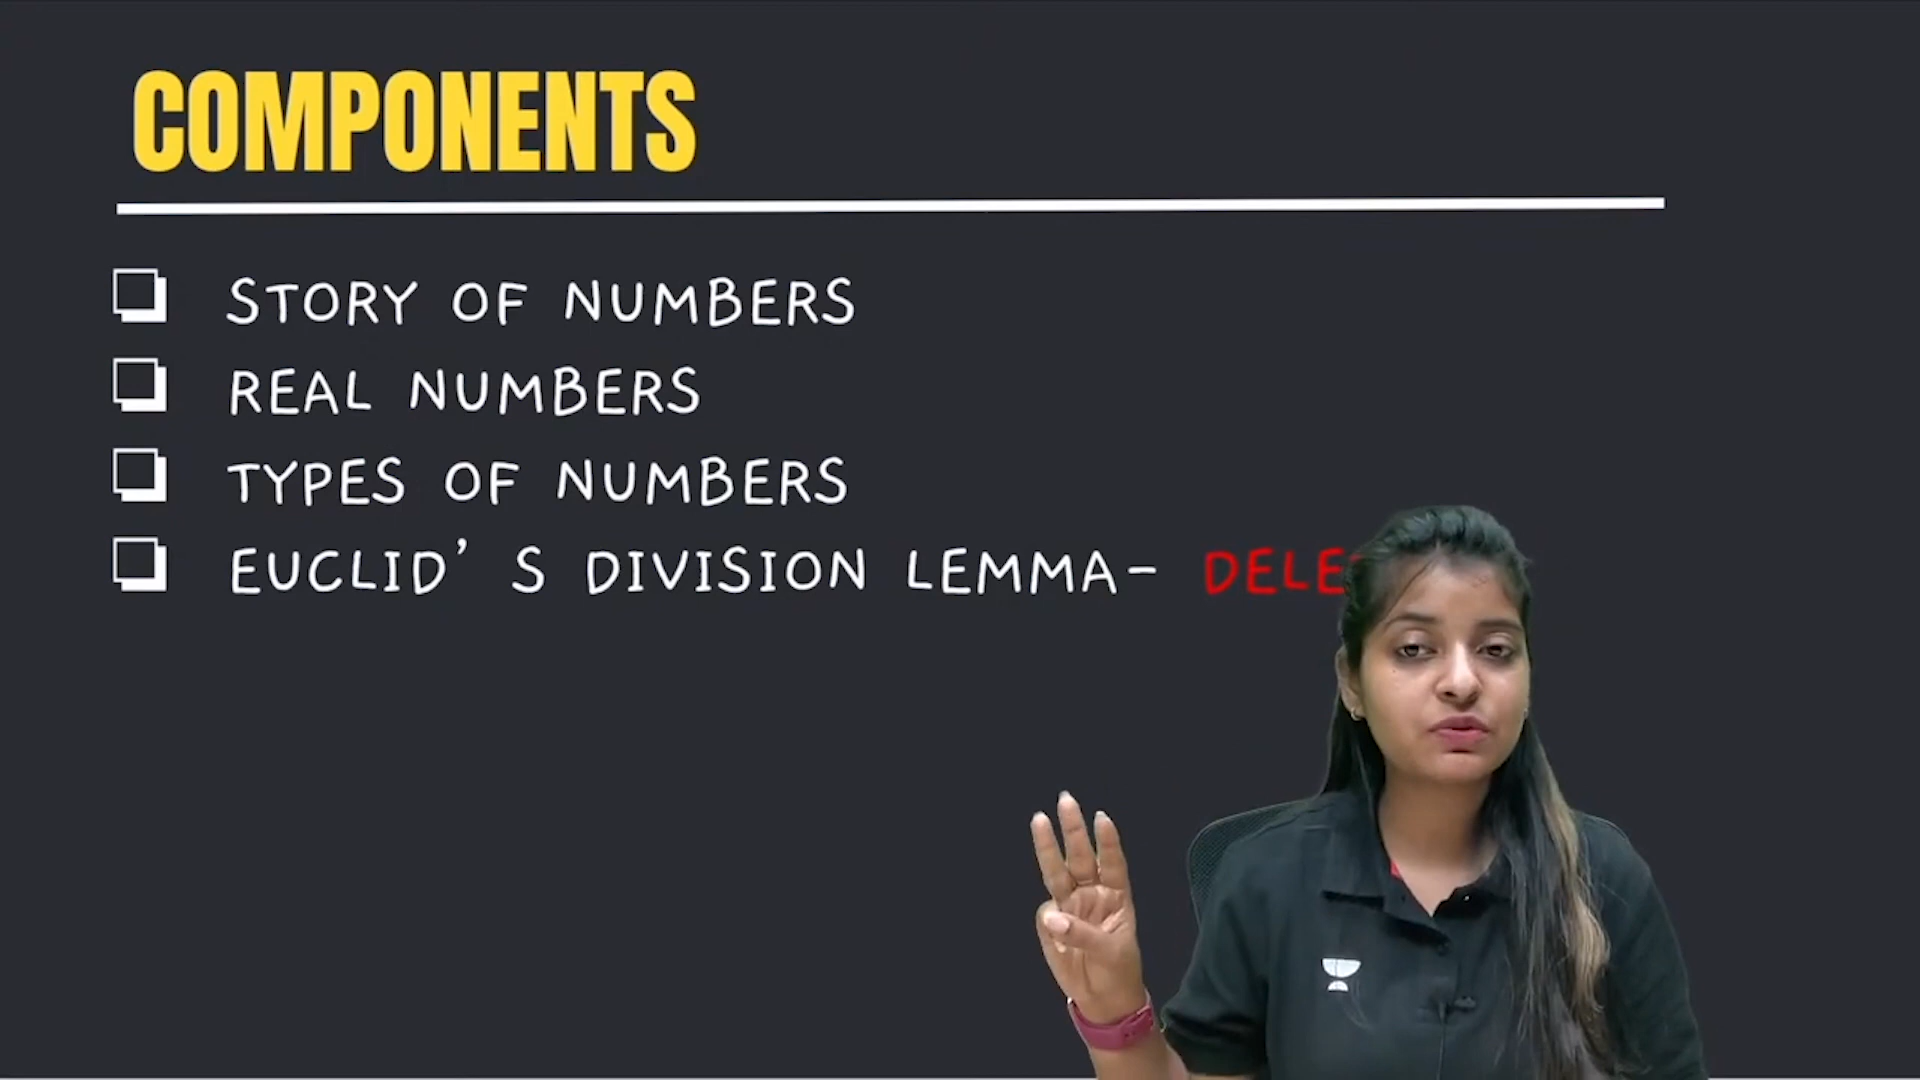 COMPONENTS
STORY OF NUMBERS
REAL NUMBERS
TYPES OF NUMBERS
EUCLID' S DIVISION LEMMA-